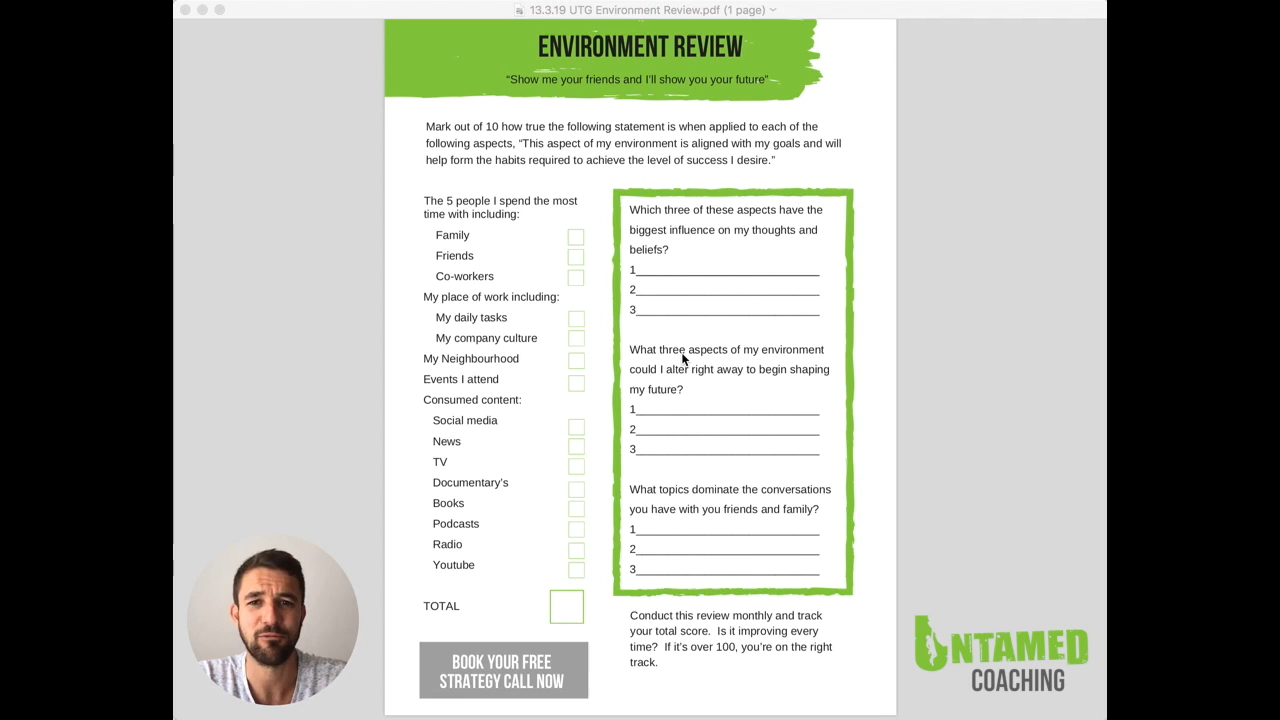 13.3.19 UTG Environment Review.pdf (1 page)
ENVIRONMENT REVIEW
“Show me your friends and I’ll show you your future”
Mark out of 10 how true the following statement is when applied to each of the
following aspects, “This aspect of my environment is aligned with my goals and will
help form the habits required to achieve the level of success I desire.”
The 5 people I spend the most
time with including:
Family
Friends
Co-workers
My place of work including:
My daily tasks
My company culture
My Neighbourhood
Events I attend
Consumed content:
Social media
News
TV
Documentary’s
Books
Podcasts
Radio
Youtube
TOTAL
BOOK YOUR FREE
STRATEGY CALL NOW
Which three of these aspects have the
biggest influence on my thoughts and
beliefs?
1______________________________
2______________________________
3______________________________
What three aspects of my environment
could I alter right away to begin shaping
my future?
1______________________________
2______________________________
3______________________________
What topics dominate the conversations
you have with you friends and family?
1______________________________
2______________________________
3______________________________
Conduct this review monthly and track
your total score.  Is it improving every
time?  If it’s over 100, you’re on the right
track.
UNTAMED
COACHING